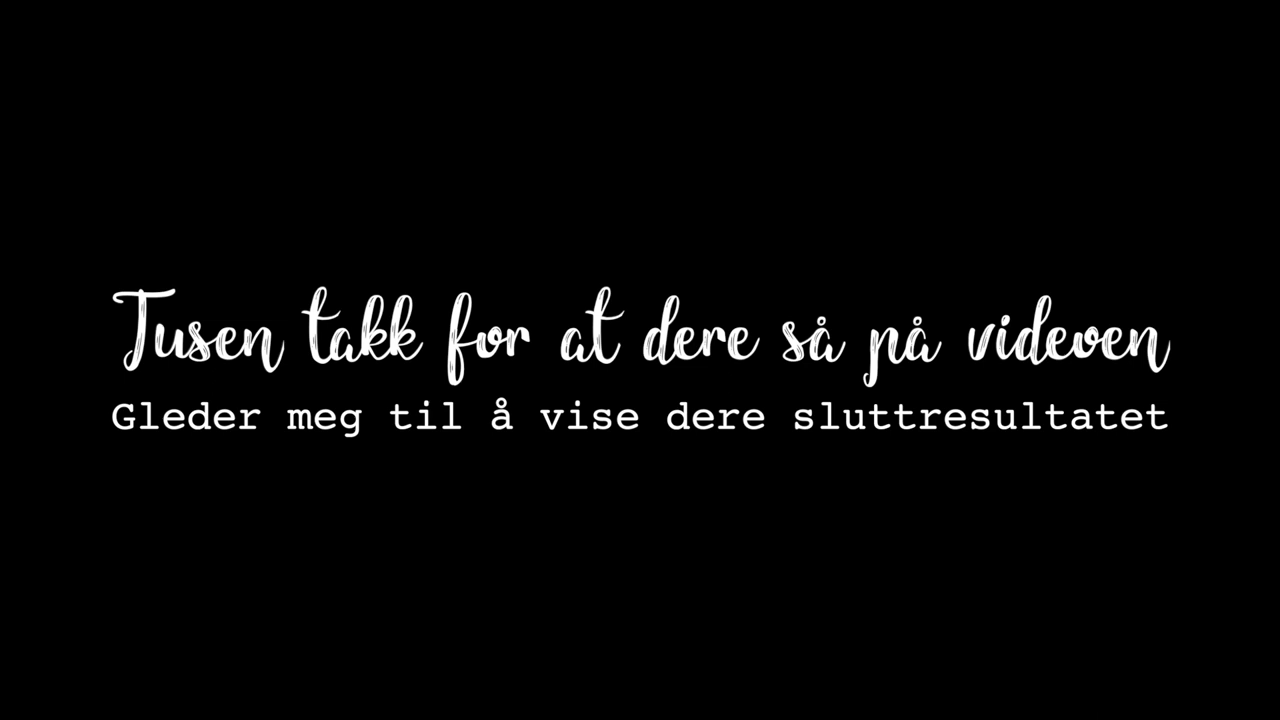 Tusen takk for at dere så på videoen
Gleder meg til å vise dere sluttresultatet